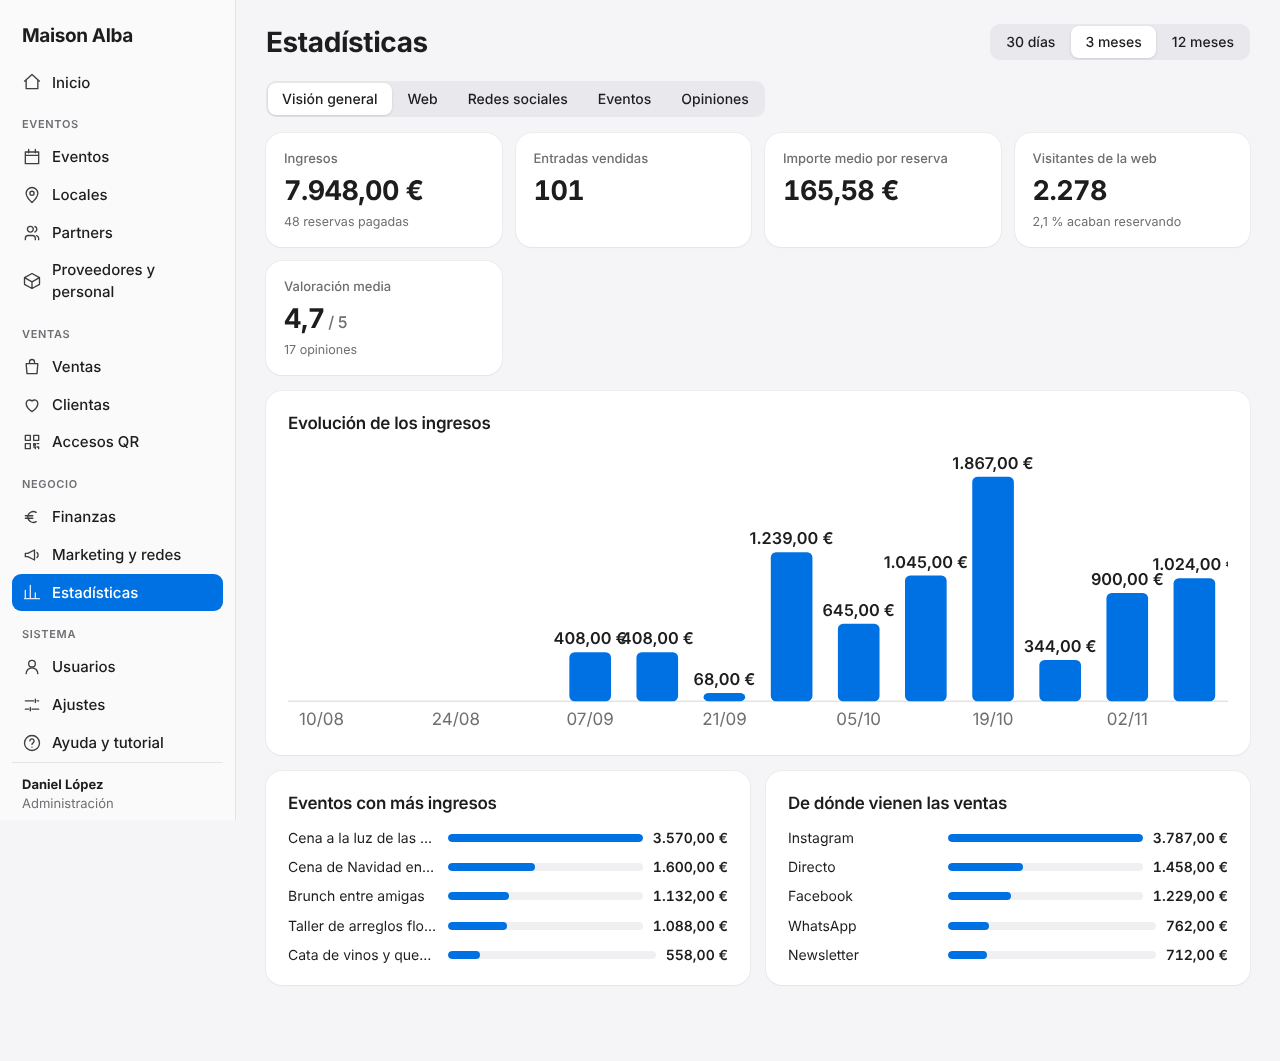 Maison Alba
Inicio
EVENTOS
Eventos
Locales
Partners
Proveedores y
personal
VENTAS
Ventas
Clientas
Accesos QR
NEGOCIO
Finanzas
Marketing y redes
Estadísticas
SISTEMA
Usuarios
Ajustes
Ayuda y tutorial
Daniel López
Administración
Estadísticas
30 días 3 meses 12 meses
Visión general Web Redes sociales Eventos Opiniones
Ingresos
7.948,00 €
48 reservas pagadas
Entradas vendidas
101
Importe medio por reserva
165,58 €
Visitantes de la web
2.278
2,1 % acaban reservando
Valoración media
4,7 / 5
17 opiniones
Evolución de los ingresos
408,00 €
408,00 €
68,00 €
1.239,00 €
645,00 €
1.045,00 €
1.867,00 €
344,00 €
900,00 €
1.024,00
10/08 24/08 07/09 21/09 05/10 19/10 02/11
Eventos con más ingresos
Cena a la luz de las ... 3.570,00 €
Cena de Navidad en... 1.600,00 €
Brunch entre amigas 1.132,00 €
Taller de arreglos flo... 1.088,00 €
Cata de vinos y que... 558,00 €
De dónde vienen las ventas
Instagram 3.787,00 €
Directo 1.458,00 €
Facebook 1.229,00 €
WhatsApp 762,00 €
Newsletter 712,00 €